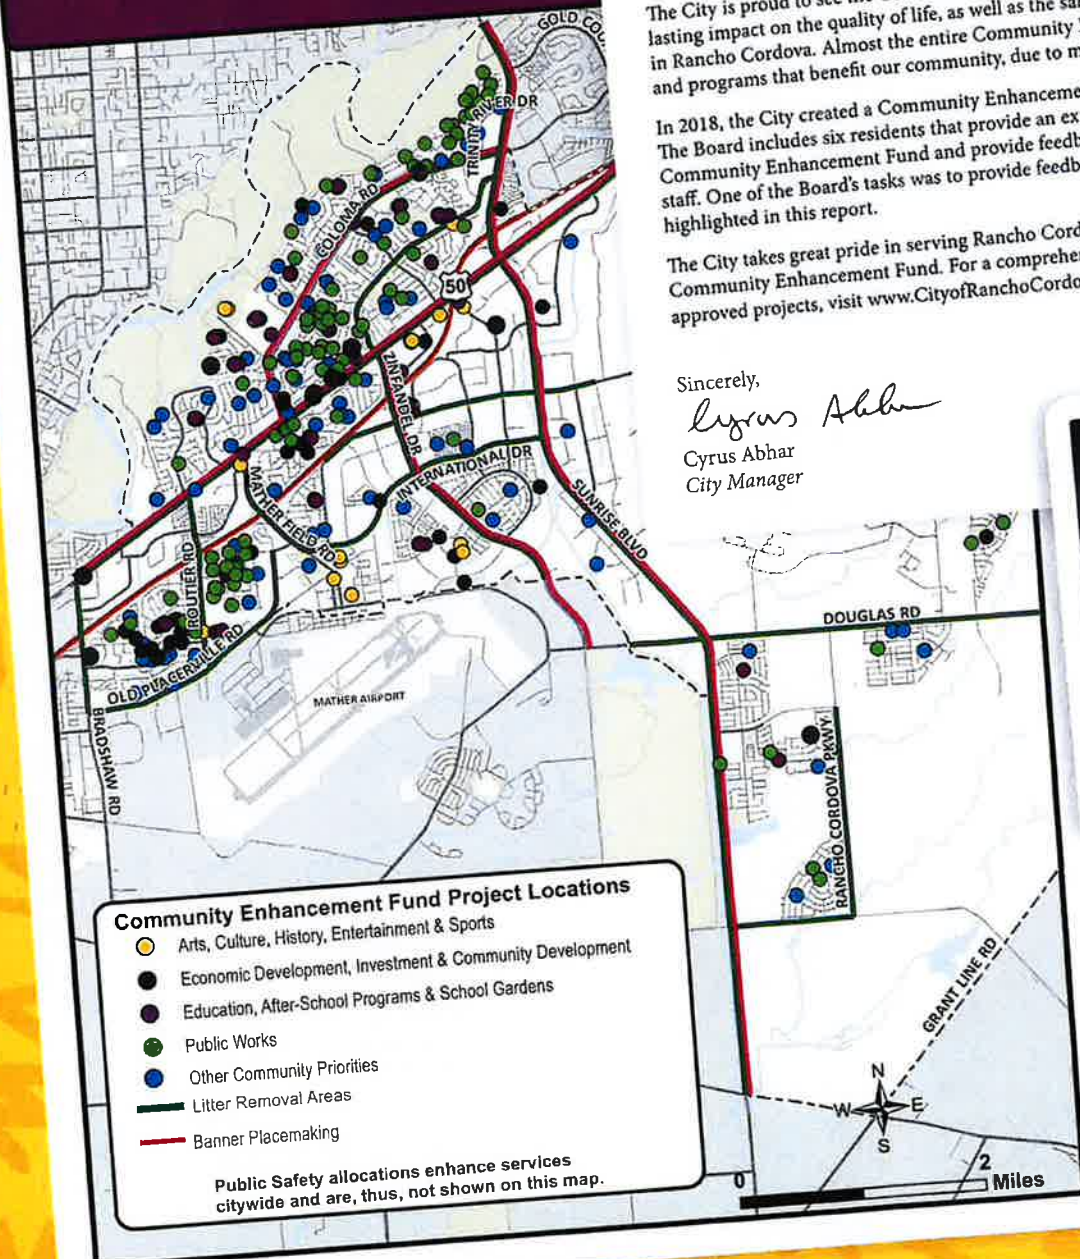 The City is proud to see
lasting impact on the quality of life, as well as the
in Rancho Cordova. Almost the entire Community
and programs that benefit our community, due to
In 2018, the City created a Community
The Board includes six residents that provide an
Community Enhancement Fund and provide
staff. One of the Board's tasks was to provide
highlighted in this report.
The City takes great pride in serving Rancho
Community Enhancement Fund. For a
approved projects, visit www.CityofRanchoCordo
Sincerely,
Cyrus Abhar
Cyrus Abhar
City Manager
GOLD COU
TRINITY RIVER DR
COLOMA RD
50
ZINFANDEL DR
INTERNATIONAL DR
MATHER FIELD RD
SUNRISE BLVD
ROUTIER RD
OLD PLACERVILLE RD
MATHER AIRPORT
BRADSHAW RD
DOUGLAS RD
RANCHO CORDOVA PKWY
GRANT LINE RD
Community Enhancement Fund Project Locations
Arts, Culture, History, Entertainment & Sports
Economic Development, Investment & Community Development
Education, After-School Programs & School Gardens
Public Works
Other Community Priorities
Litter Removal Areas
Banner Placemaking
Public Safety allocations enhance services
citywide and are, thus, not shown on this map.
N
W E
S
0 2 Miles